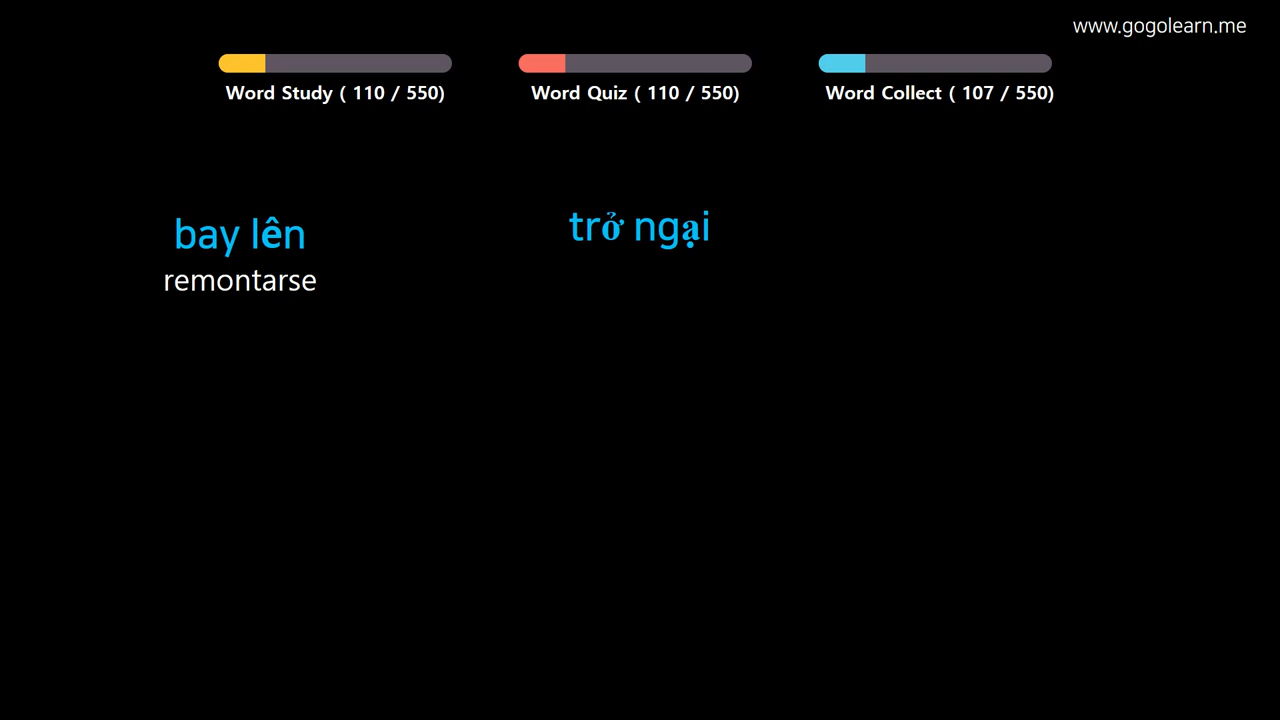 www.gogolearn.me
Word Study ( 110 / 550)
Word Quiz ( 110 / 550)
Word Collect ( 107 / 550)
bay lên
remontarse
trở ngại